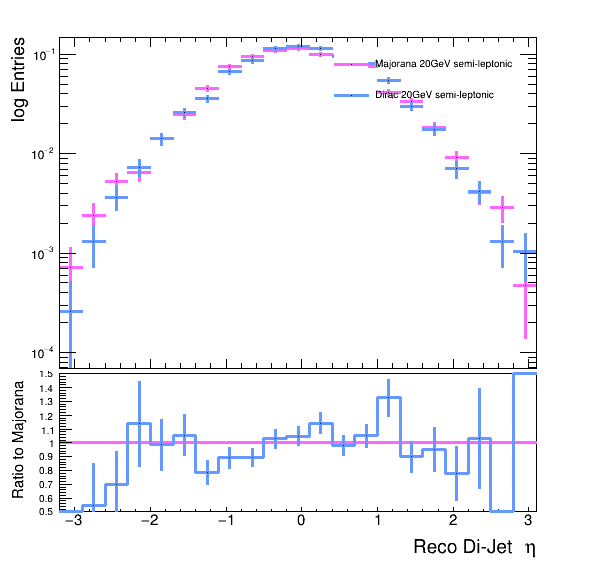 log Entries
10⁻¹
10⁻²
10⁻³
10⁻⁴
Majorana 20GeV semi-leptonic
Dirac 20GeV semi-leptonic
Ratio to Majorana
1.5
1.4
1.3
1.2
1.1
1
0.9
0.8
0.7
0.6
0.5
−3 −2 −1 0 1 2 3
Reco Di-Jet η